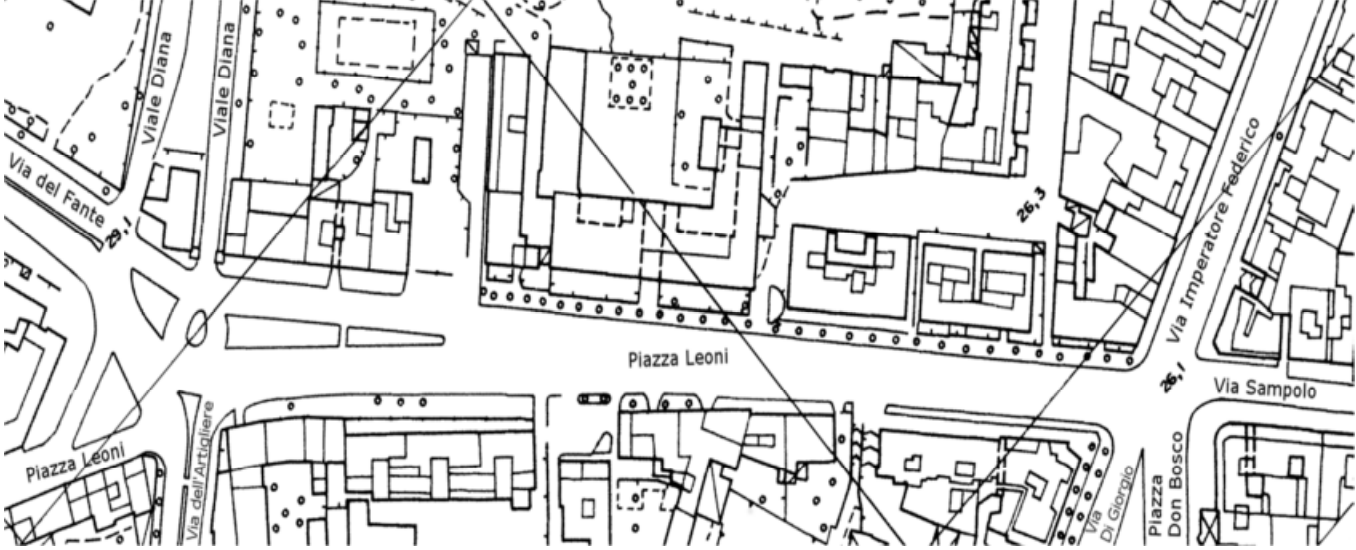 Viale Diana
Viale Diana
Via del Fante
29,1
26,3
Via Imperatore Federico
Piazza Leoni
26,1
Via Sampolo
Piazza Leoni
Via dell'Artigliere
Via
Di Giorgio
Piazza
Don Bosco